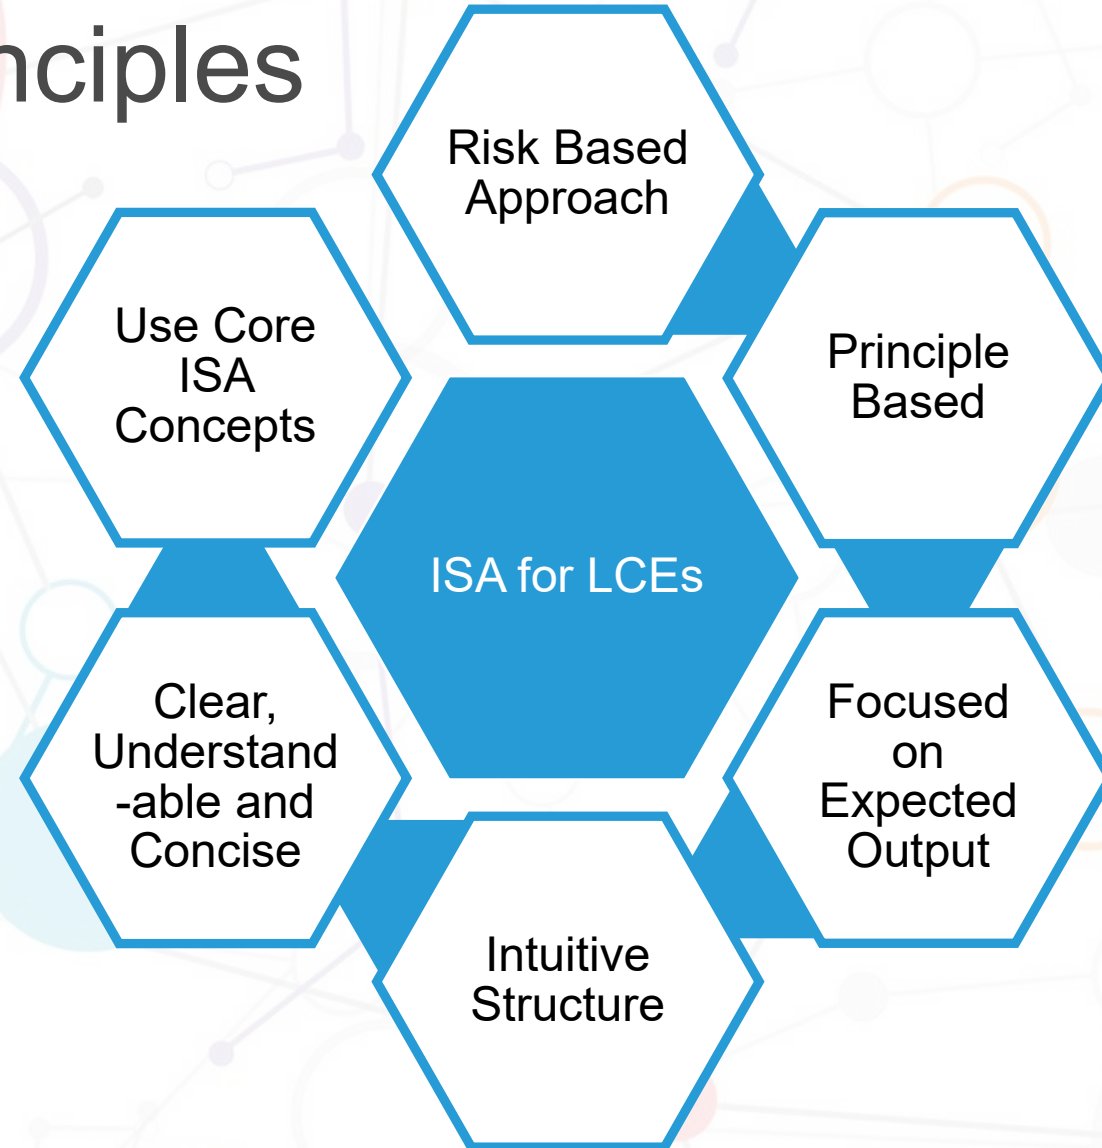 nciples
Risk Based
Approach
Principle
Based
Focused
on
Expected
Output
Intuitive
Structure
Clear,
Understand
-able and
Concise
Use Core
ISA
Concepts
ISA for LCEs